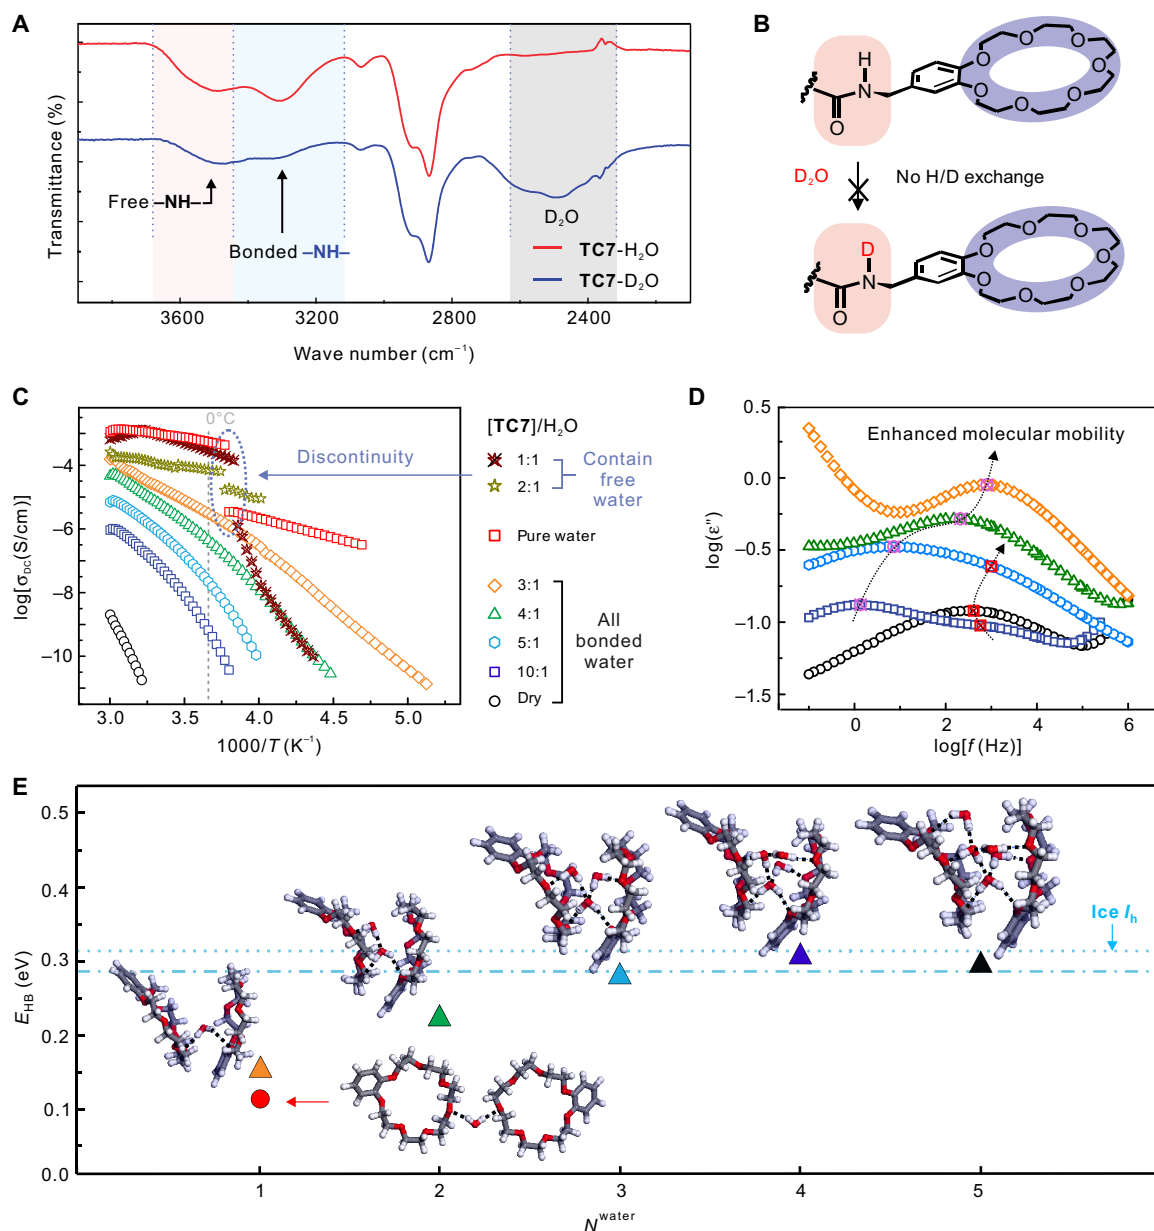 A
Transmittance (%)
Free –NH–
Bonded –NH–
D₂O
TC7-H₂O
TC7-D₂O
3600
3200
2800
2400
Wave number (cm⁻¹)
B
H
N
O
O
O
O
O
O
O
O
D₂O
No H/D exchange
D
N
O
O
O
O
O
O
O
O
C
0°C
log[σDC(S/cm)]
Discontinuity
−4
−6
−8
−10
3.0
3.5
4.0
4.5
5.0
1000/T (K⁻¹)
[TC7]/H₂O
1:1
2:1
Contain
free
water
Pure water
3:1
4:1
5:1
10:1
Dry
All
bonded
water
D
log(ε")
Enhanced molecular mobility
0.5
0.0
−0.5
−1.0
−1.5
0
2
4
6
log[f (Hz)]
E
E_HB (eV)
0.5
0.4
0.3
0.2
0.1
0.0
Ice I_h
1
2
3
4
5
N^water